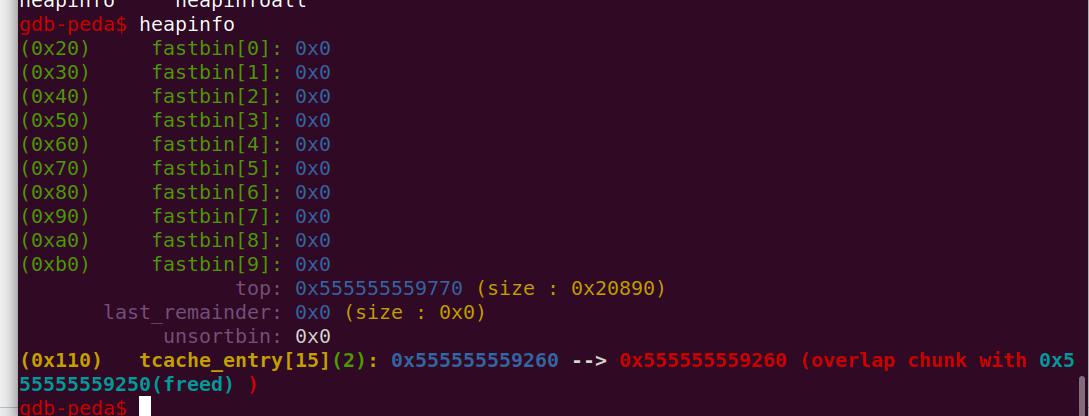 heapinfo     heapinfoall
gdb-peda$ heapinfo
(0x20)     fastbin[0]: 0x0
(0x30)     fastbin[1]: 0x0
(0x40)     fastbin[2]: 0x0
(0x50)     fastbin[3]: 0x0
(0x60)     fastbin[4]: 0x0
(0x70)     fastbin[5]: 0x0
(0x80)     fastbin[6]: 0x0
(0x90)     fastbin[7]: 0x0
(0xa0)     fastbin[8]: 0x0
(0xb0)     fastbin[9]: 0x0
                  top: 0x555555559770 (size : 0x20890)
       last_remainder: 0x0 (size : 0x0)
            unsortbin: 0x0
(0x110)   tcache_entry[15](2): 0x555555559260 --> 0x555555559260 (overlap chunk with 0x5
55555559250(freed) )
gdb-peda$